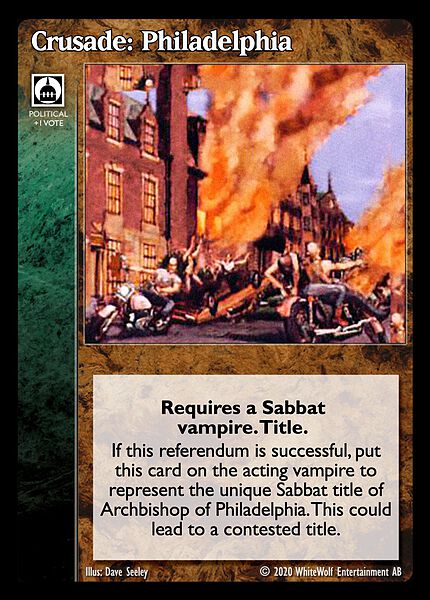 Crusade: Philadelphia
POLITICAL
+1 VOTE
Requires a Sabbat
vampire. Title.
If this referendum is successful, put
this card on the acting vampire to
represent the unique Sabbat title of
Archbishop of Philadelphia. This could
lead to a contested title.
Illus: Dave Seeley
© 2020 WhiteWolf Entertainment AB